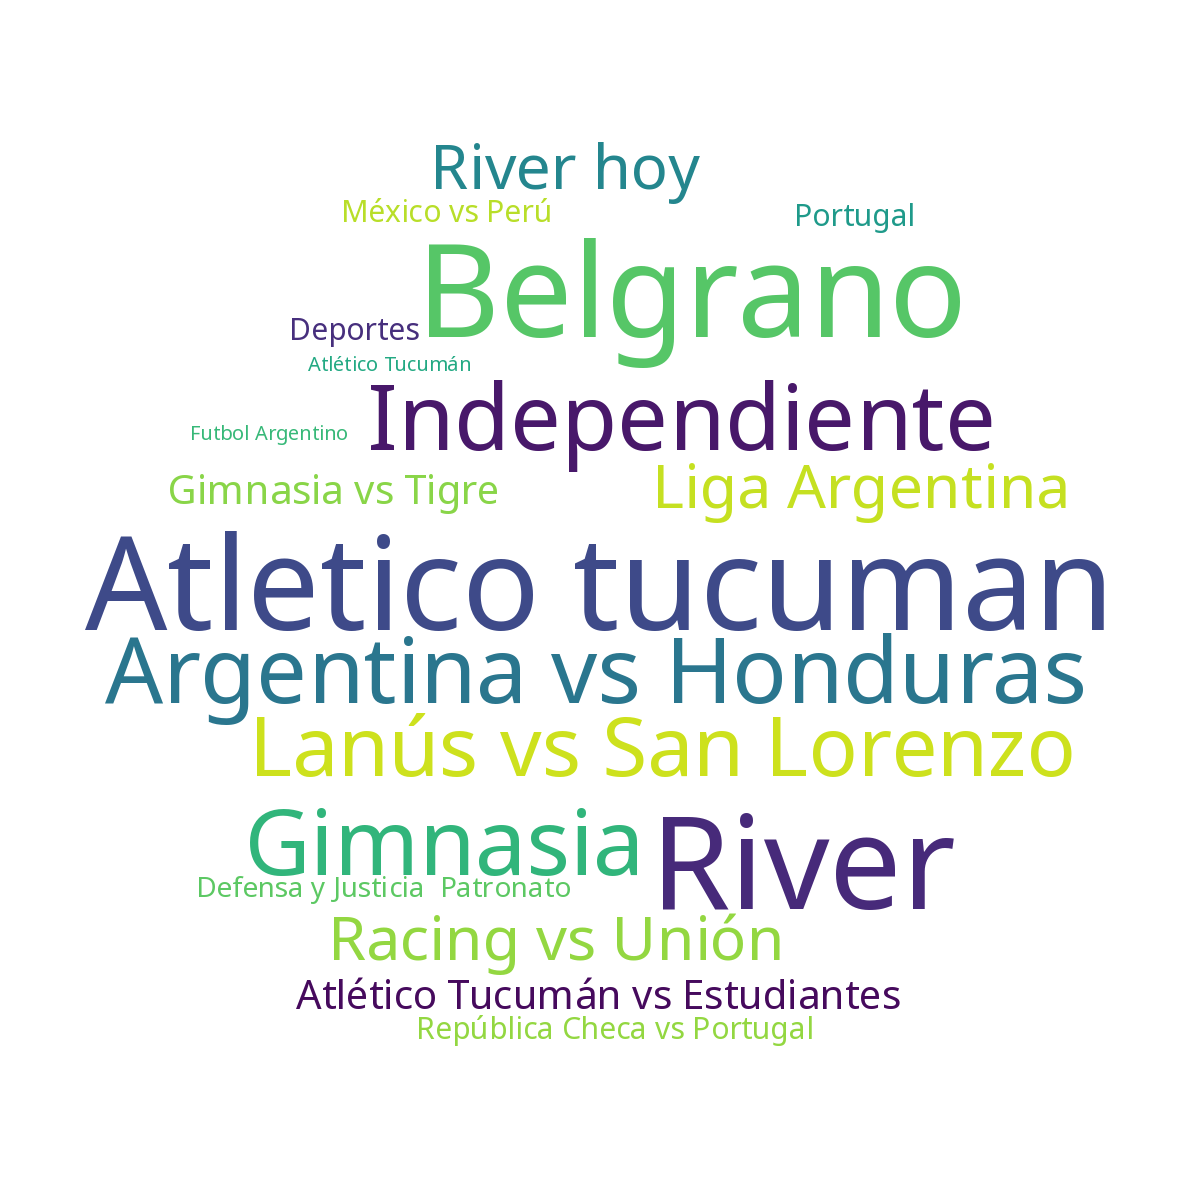 River hoy
México vs Perú
Portugal
Belgrano
Deportes
Atlético Tucumán
Independiente
Futbol Argentino
Gimnasia vs Tigre
Liga Argentina
Atletico tucuman
Argentina vs Honduras
Lanús vs San Lorenzo
Gimnasia
River
Defensa y Justicia
Patronato
Racing vs Unión
Atlético Tucumán vs Estudiantes
República Checa vs Portugal